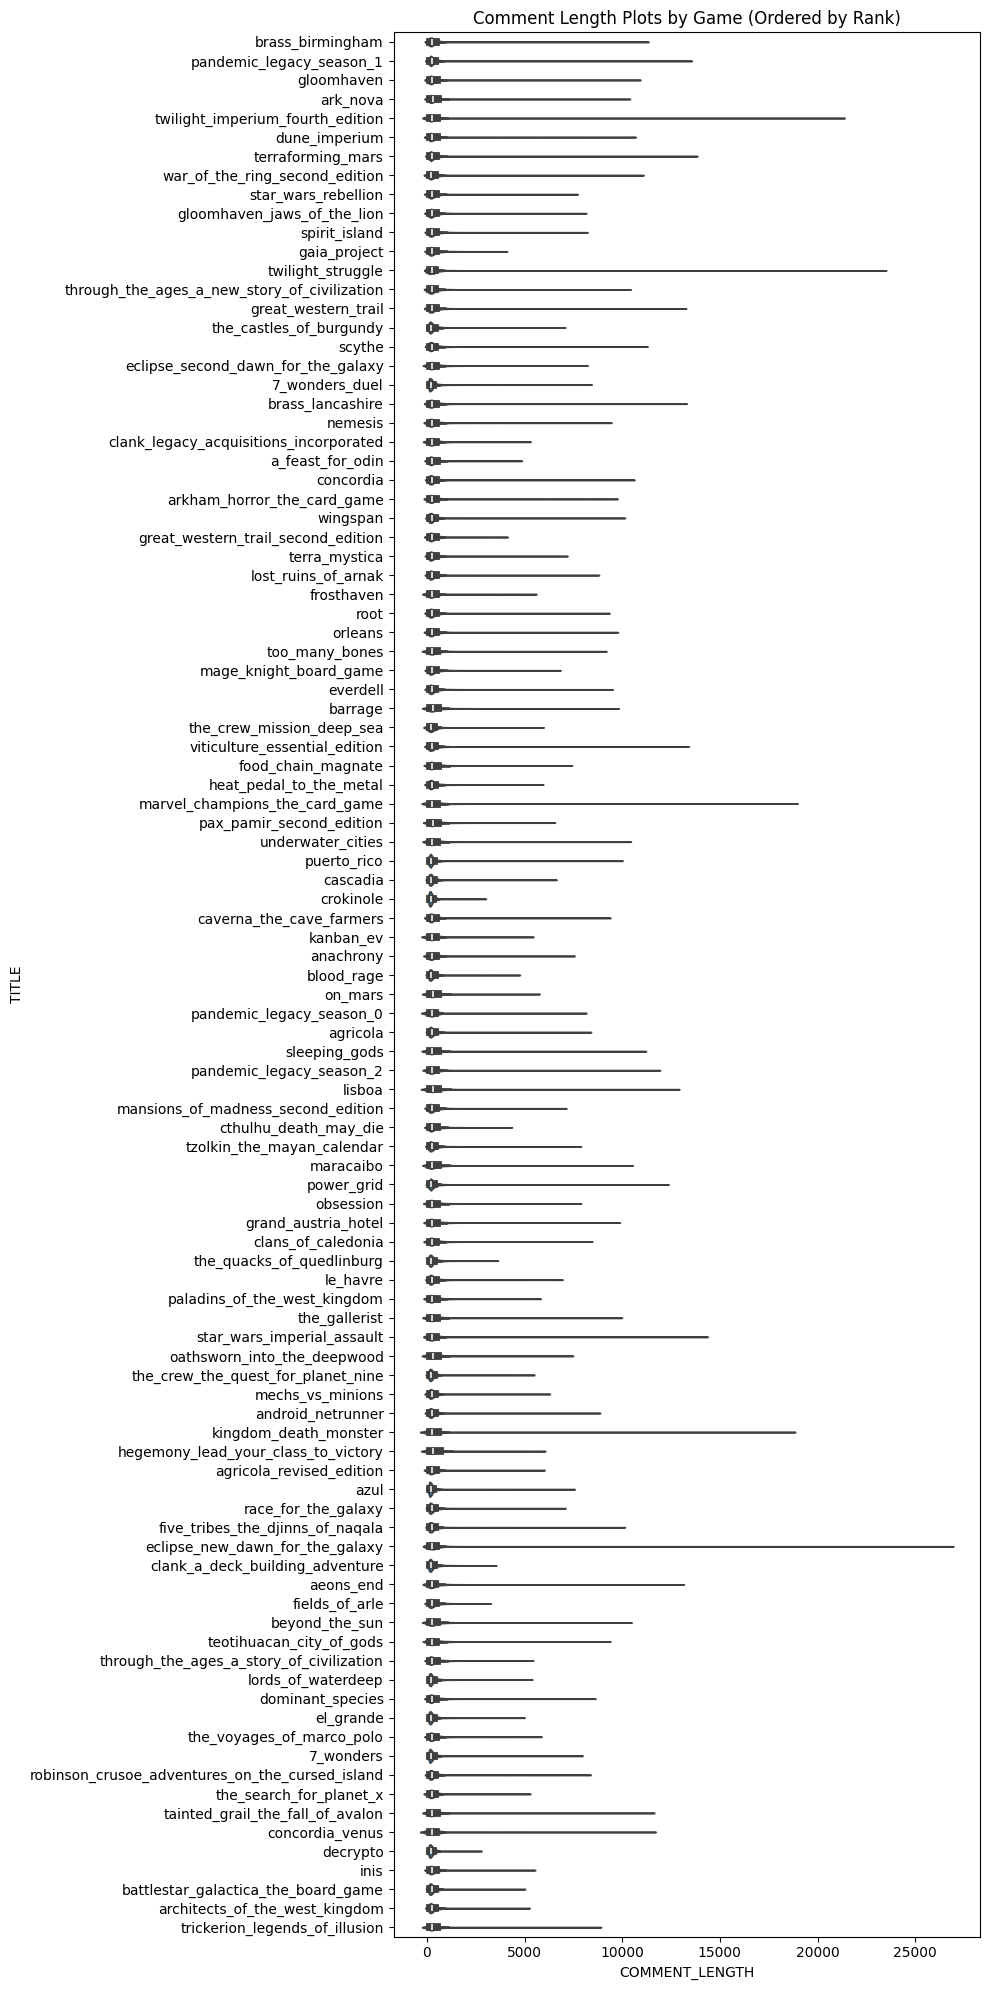 Comment Length Plots by Game (Ordered by Rank)
brass_birmingham
pandemic_legacy_season_1
gloomhaven
ark_nova
twilight_imperium_fourth_edition
dune_imperium
terraforming_mars
war_of_the_ring_second_edition
star_wars_rebellion
gloomhaven_jaws_of_the_lion
spirit_island
gaia_project
twilight_struggle
through_the_ages_a_new_story_of_civilization
great_western_trail
the_castles_of_burgundy
scythe
eclipse_second_dawn_for_the_galaxy
7_wonders_duel
brass_lancashire
nemesis
clank_legacy_acquisitions_incorporated
a_feast_for_odin
concordia
arkham_horror_the_card_game
wingspan
great_western_trail_second_edition
terra_mystica
lost_ruins_of_arnak
frosthaven
root
orleans
too_many_bones
mage_knight_board_game
everdell
barrage
the_crew_mission_deep_sea
viticulture_essential_edition
food_chain_magnate
heat_pedal_to_the_metal
marvel_champions_the_card_game
pax_pamir_second_edition
underwater_cities
puerto_rico
cascadia
crokinole
caverna_the_cave_farmers
kanban_ev
anachrony
blood_rage
on_mars
pandemic_legacy_season_0
agricola
sleeping_gods
pandemic_legacy_season_2
lisboa
mansions_of_madness_second_edition
cthulhu_death_may_die
tzolkin_the_mayan_calendar
maracaibo
power_grid
obsession
grand_austria_hotel
clans_of_caledonia
the_quacks_of_quedlinburg
le_havre
paladins_of_the_west_kingdom
the_gallerist
star_wars_imperial_assault
oathsworn_into_the_deepwood
the_crew_the_quest_for_planet_nine
mechs_vs_minions
android_netrunner
kingdom_death_monster
hegemony_lead_your_class_to_victory
agricola_revised_edition
azul
race_for_the_galaxy
five_tribes_the_djinns_of_naqala
eclipse_new_dawn_for_the_galaxy
clank_a_deck_building_adventure
aeons_end
fields_of_arle
beyond_the_sun
teotihuacan_city_of_gods
through_the_ages_a_story_of_civilization
lords_of_waterdeep
dominant_species
el_grande
the_voyages_of_marco_polo
7_wonders
robinson_crusoe_adventures_on_the_cursed_island
the_search_for_planet_x
tainted_grail_the_fall_of_avalon
concordia_venus
decrypto
inis
battlestar_galactica_the_board_game
architects_of_the_west_kingdom
trickerion_legends_of_illusion
TITLE
0 5000 10000 15000 20000 25000
COMMENT_LENGTH